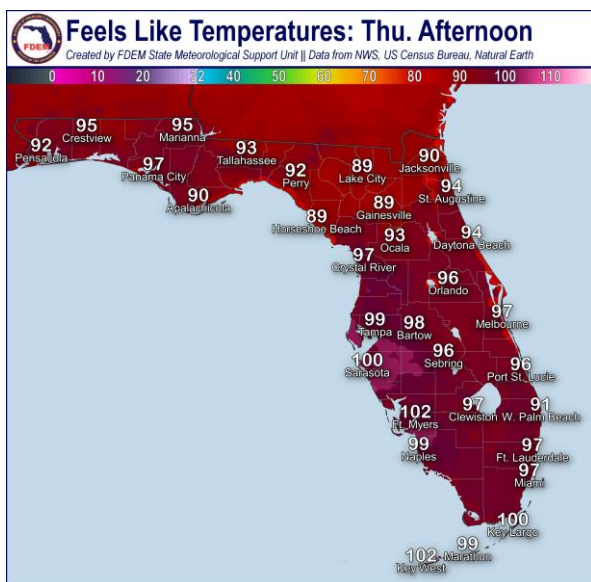 Feels Like Temperatures: Thu. Afternoon
Created by FDEM State Meteorological Support Unit || Data from NWS, US Census Bureau, Natural Earth
FDEM
0 10 20 32 40 50 60 70 80 90 100 110
95
Crestview
95
Marianna
92
Pensacola
93
Tallahassee
97
Panama City
92
Perry
89
Lake City
90
Jacksonville
90
Apalachicola
94
St. Augustine
89
Horseshoe Beach
89
Gainesville
93
Ocala
94
Daytona Beach
97
Crystal River
96
Orlando
97
Melbourne
99
Tampa
98
Bartow
100
Sarasota
96
Sebring
96
Port St. Lucie
102
Ft. Myers
97
Clewiston
91
W. Palm Beach
99
Naples
97
Ft. Lauderdale
97
Miami
100
Key Largo
99
Marathon
102
Key West